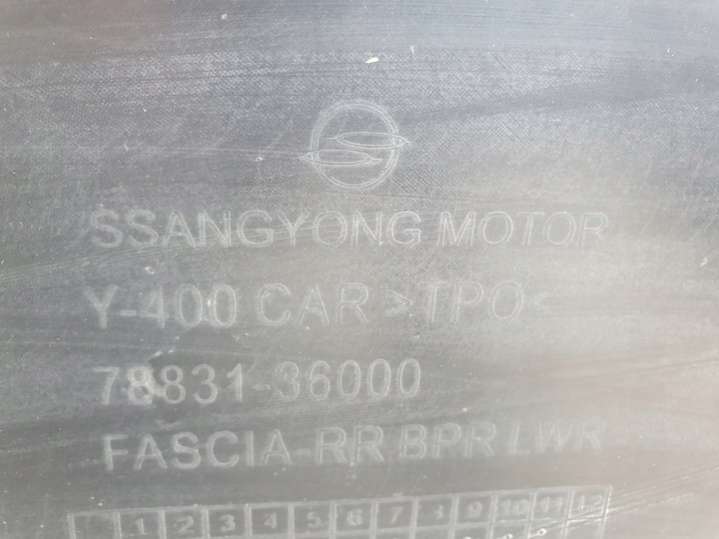 SSANGYONG MOTOR
Y-400 CAR >TPO<
78831-36000
FASCIA-RR BPR LWR
1 2 3 4 5 6 7 8 9 10 11 12